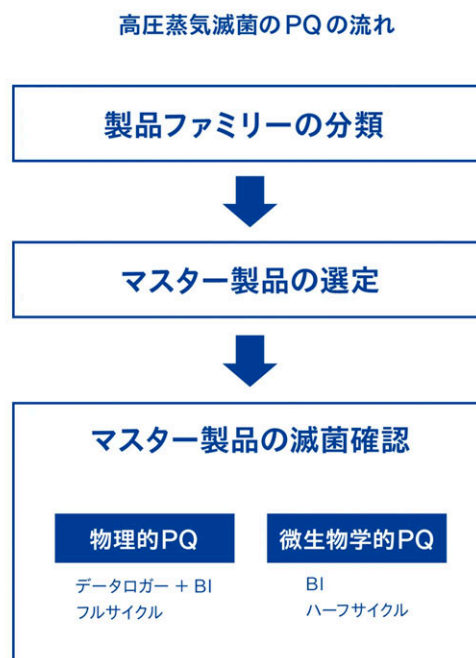 高圧蒸気滅菌のPQの流れ
製品ファミリーの分類
マスター製品の選定
マスター製品の滅菌確認
物理的PQ
データロガー + BI
フルサイクル
微生物学的PQ
BI
ハーフサイクル